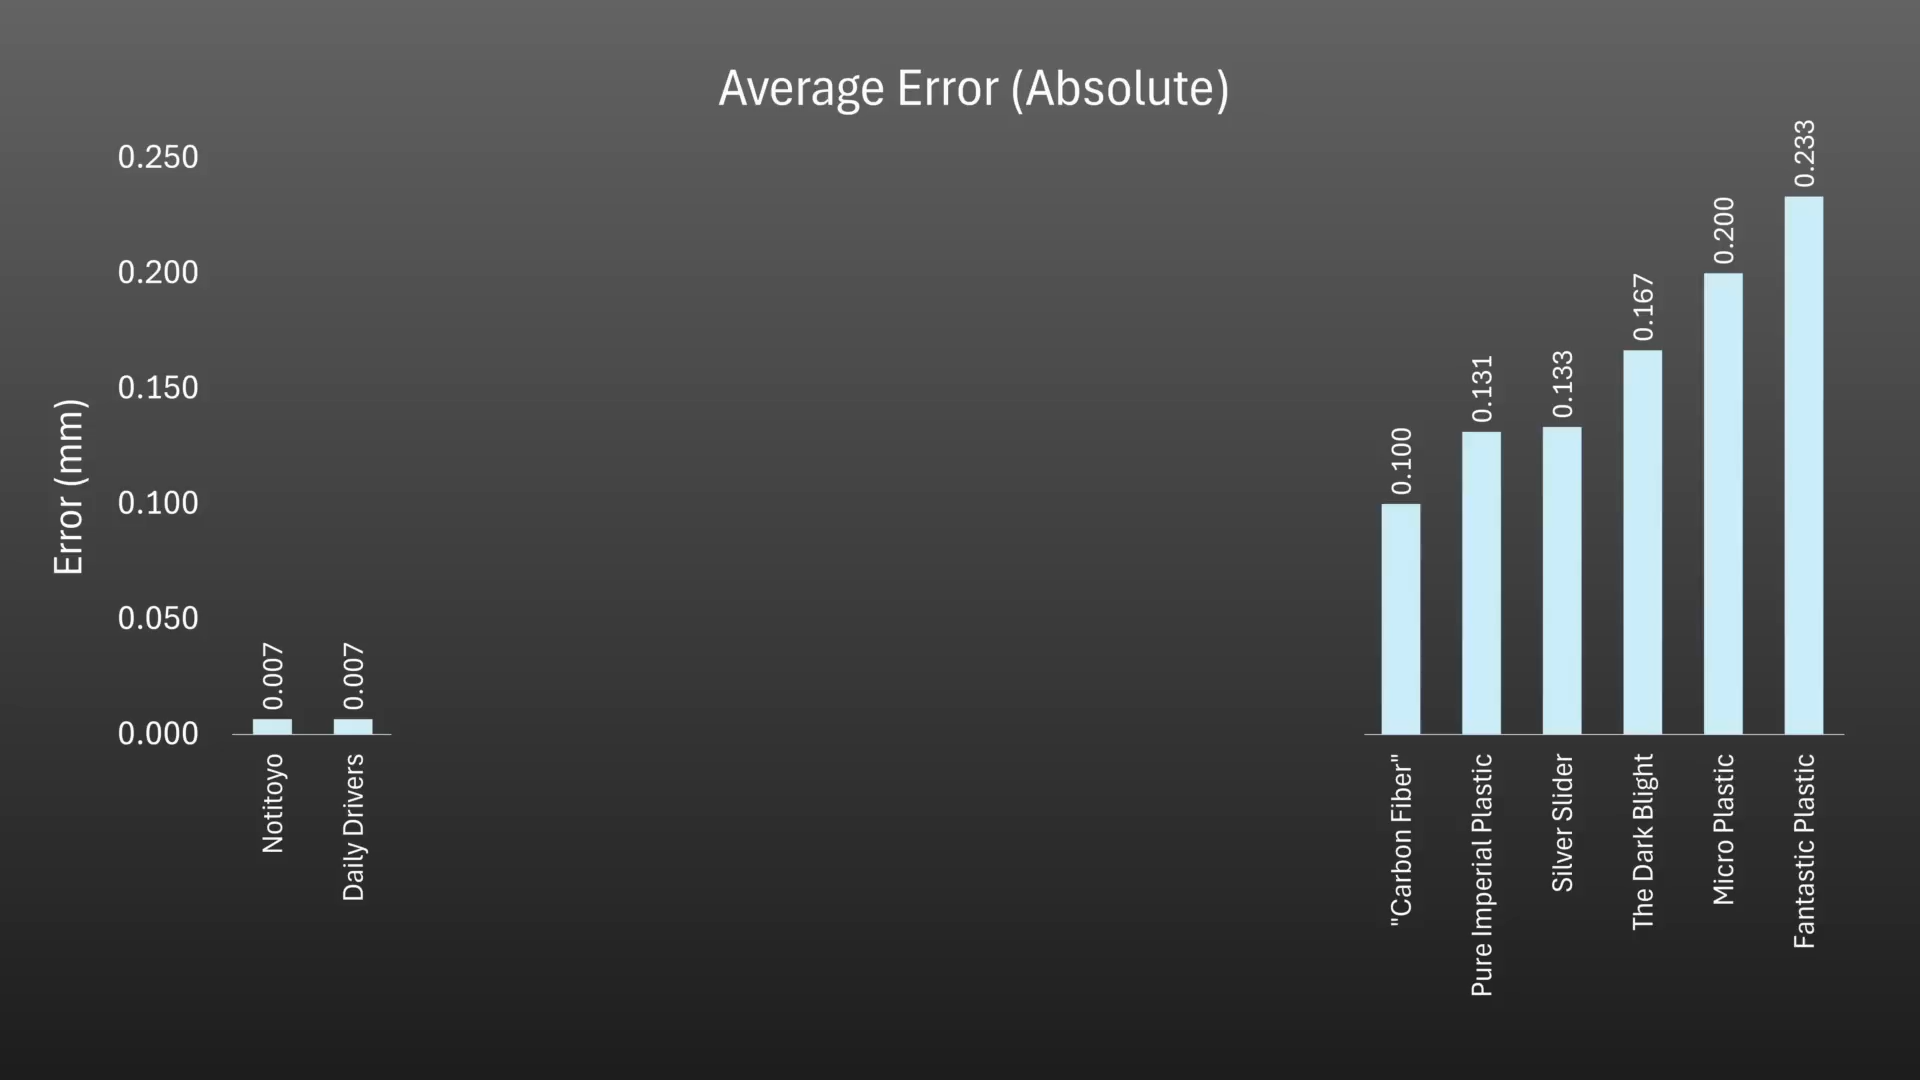 Average Error (Absolute)
Error (mm)
0.250
0.200
0.150
0.100
0.050
0.000
0.007
0.007
0.100
0.131
0.133
0.167
0.200
0.233
Notitoyo
Daily Drivers
"Carbon Fiber"
Pure Imperial Plastic
Silver Slider
The Dark Blight
Micro Plastic
Fantastic Plastic